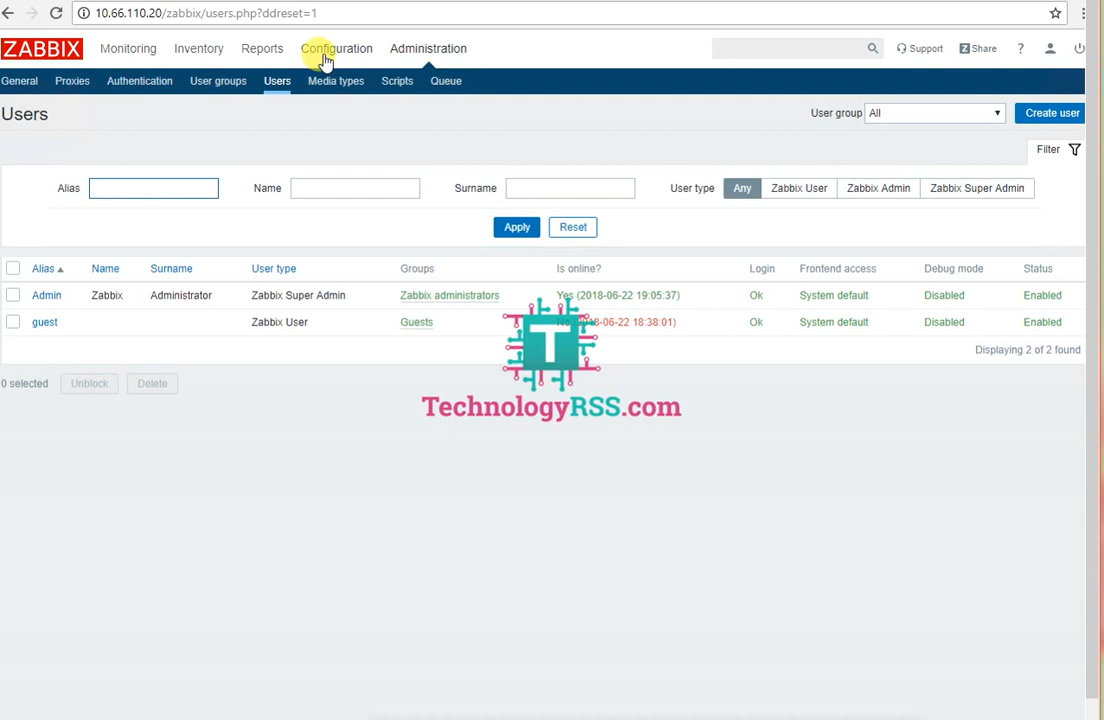 10.66.110.20/zabbix/users.php?ddreset=1
ZABBIX Monitoring Inventory Reports Configuration Administration Support Z Share ?
General Proxies Authentication User groups Users Media types Scripts Queue
Users User group All Create user
Filter
Alias Name Surname User type Any Zabbix User Zabbix Admin Zabbix Super Admin
Apply Reset
Alias Name Surname User type Groups Is online? Login Frontend access Debug mode Status
Admin Zabbix Administrator Zabbix Super Admin Zabbix administrators Yes (2018-06-22 19:05:37) Ok System default Disabled Enabled
guest Zabbix User Guests (2018-06-22 18:38:01) Ok System default Disabled Enabled
Displaying 2 of 2 found
0 selected Unblock Delete
T
TechnologyRSS.com